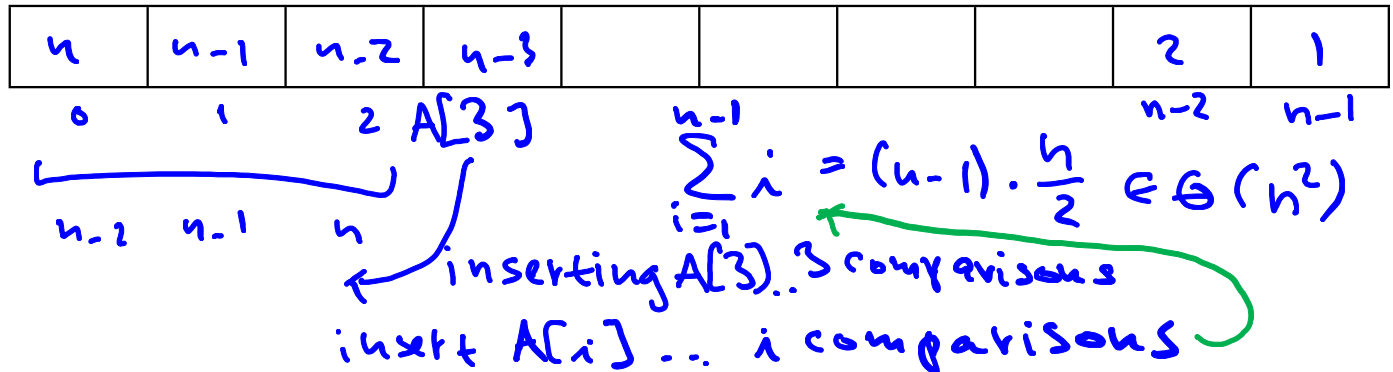 n n-1 n-2 n-3 2 1
0 1 2 A[3] n-2 n-1
n-1
∑ i = (n-1) · n/2 ∈ Θ(n²)
i=1
n-2 n-1 n
inserting A[3].. 3 comparisons
insert A[i] ... i comparisons